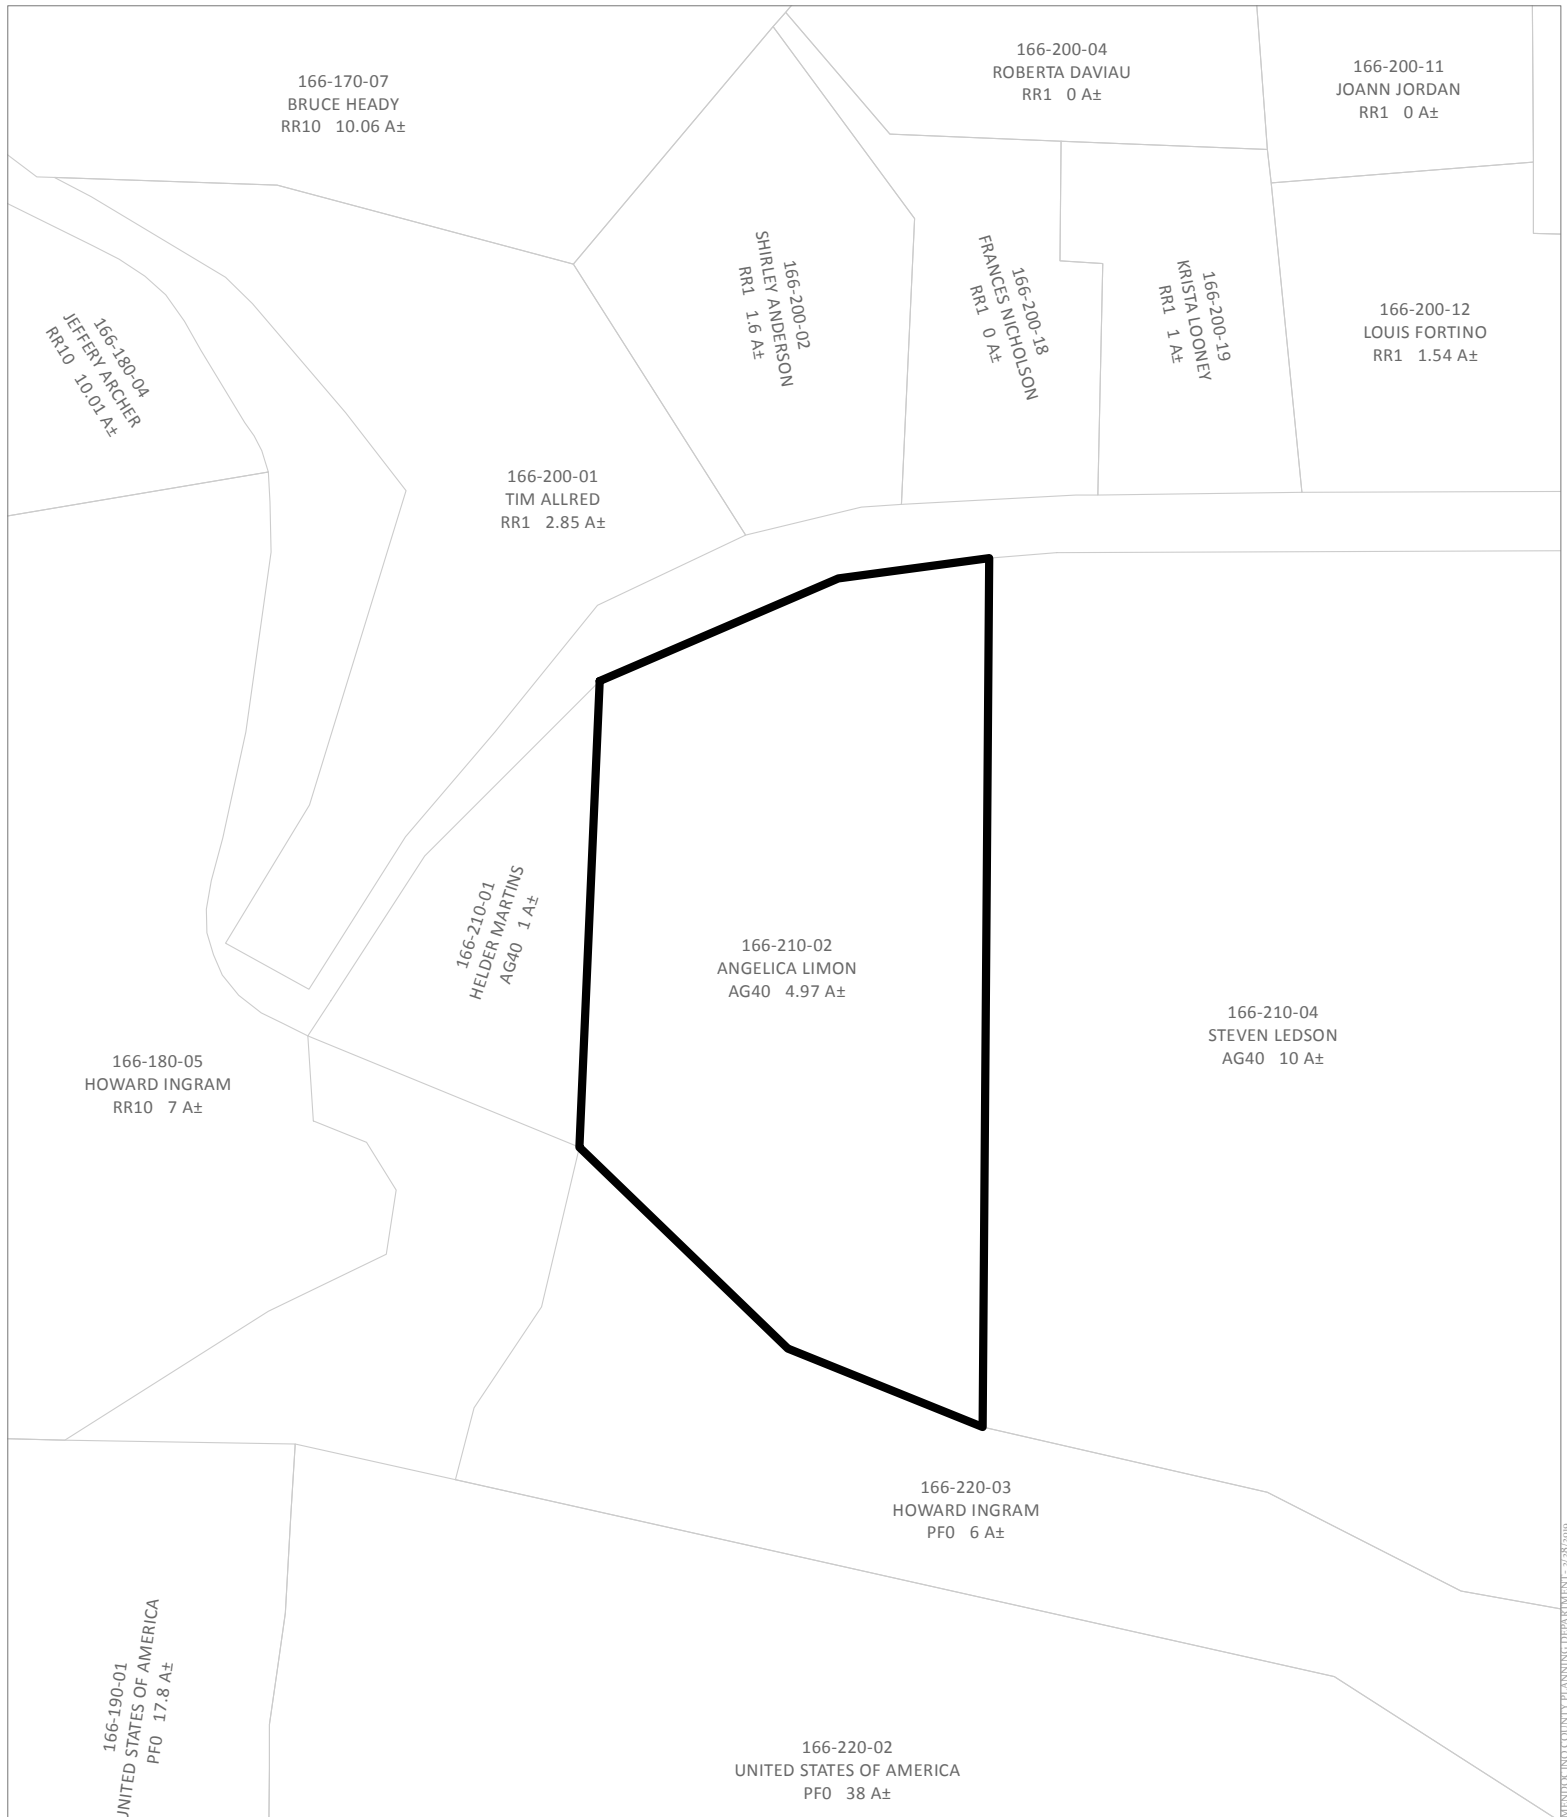 166-170-07
BRUCE HEADY
RR10 10.06 A±
166-200-04
ROBERTA DAVIAU
RR1 0 A±
166-200-11
JOANN JORDAN
RR1 0 A±
166-180-04
JEFFERY ARCHER
RR10 10.01 A±
166-200-02
SHIRLEY ANDERSON
RR1 1.6 A±
166-200-18
FRANCES NICHOLSON
RR1 0 A±
166-200-19
KRISTA LOONEY
RR1 1 A±
166-200-12
LOUIS FORTINO
RR1 1.54 A±
166-200-01
TIM ALLRED
RR1 2.85 A±
166-210-01
HELDER MARTINS
AG40 1 A±
166-210-02
ANGELICA LIMON
AG40 4.97 A±
166-210-04
STEVEN LEDSON
AG40 10 A±
166-180-05
HOWARD INGRAM
RR10 7 A±
166-220-03
HOWARD INGRAM
PF0 6 A±
166-190-01
UNITED STATES OF AMERICA
PF0 17.8 A±
166-220-02
UNITED STATES OF AMERICA
PF0 38 A±
MENDOCINO COUNTY PLANNING DEPARTMENT